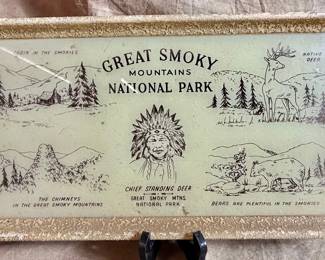 CABIN IN THE SMOKIES
GREAT SMOKY
MOUNTAINS
NATIONAL PARK
NATIVE
DEER
THE CHIMNEYS
IN THE GREAT SMOKY MOUNTAINS
CHIEF STANDING DEER
GREAT SMOKY MTNS
NATIONAL PARK
BEARS ARE PLENTIFUL IN THE SMOKIES